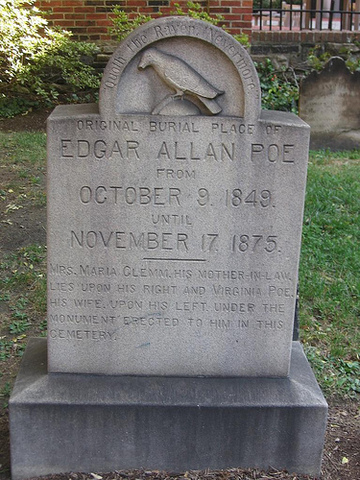 Quoth the Raven, Nevermore
ORIGINAL BURIAL PLACE OF
EDGAR ALLAN POE
FROM
OCTOBER 9. 1849.
UNTIL
NOVEMBER 17. 1875.
MRS. MARIA CLEMM, HIS MOTHER-IN-LAW,
LIES UPON HIS RIGHT AND VIRGINIA POE,
HIS WIFE, UPON HIS LEFT, UNDER THE
MONUMENT ERECTED TO HIM IN THIS
CEMETERY.